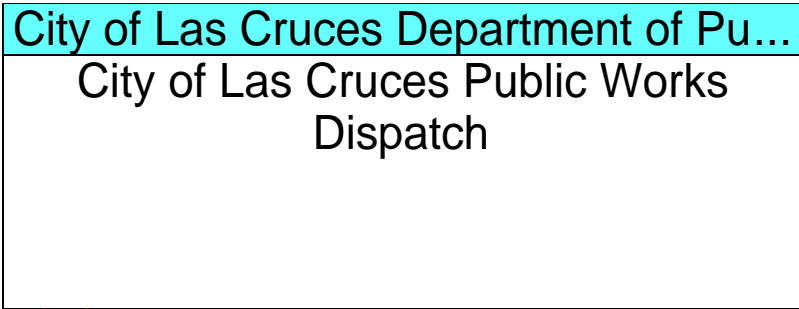 City of Las Cruces Department of Pu...
City of Las Cruces Public Works
Dispatch